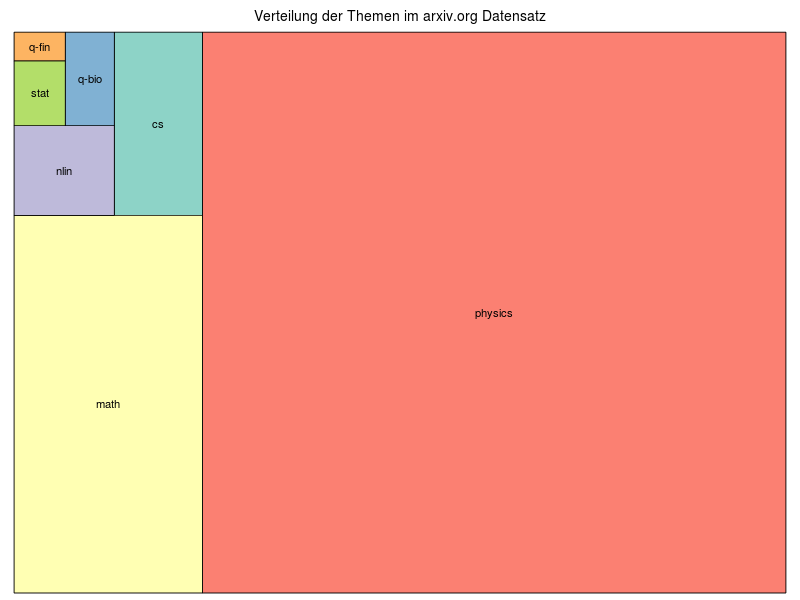 Verteilung der Themen im arxiv.org Datensatz
q-fin
q-bio
stat
cs
nlin
physics
math